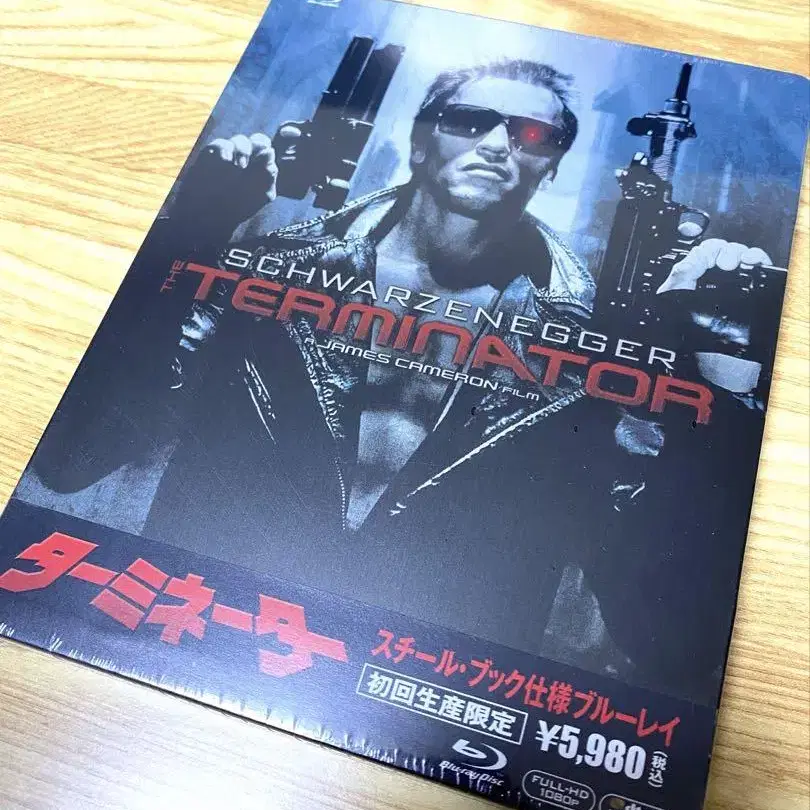 SCHWARZENEGGER
THE
TERMINATOR
A JAMES CAMERON FILM
ターミネーター
スチール・ブック仕様ブルーレイ
初回生産限定
¥5,980(税込)
Blu-ray Disc
FULL-HD
1080P